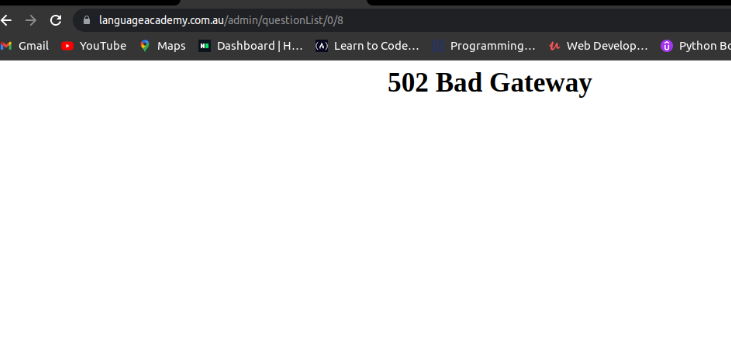 languageacademy.com.au/admin/questionList/0/8
Gmail YouTube Maps Dashboard | H... Learn to Code... Programming... Web Develop... Python Bo
502 Bad Gateway